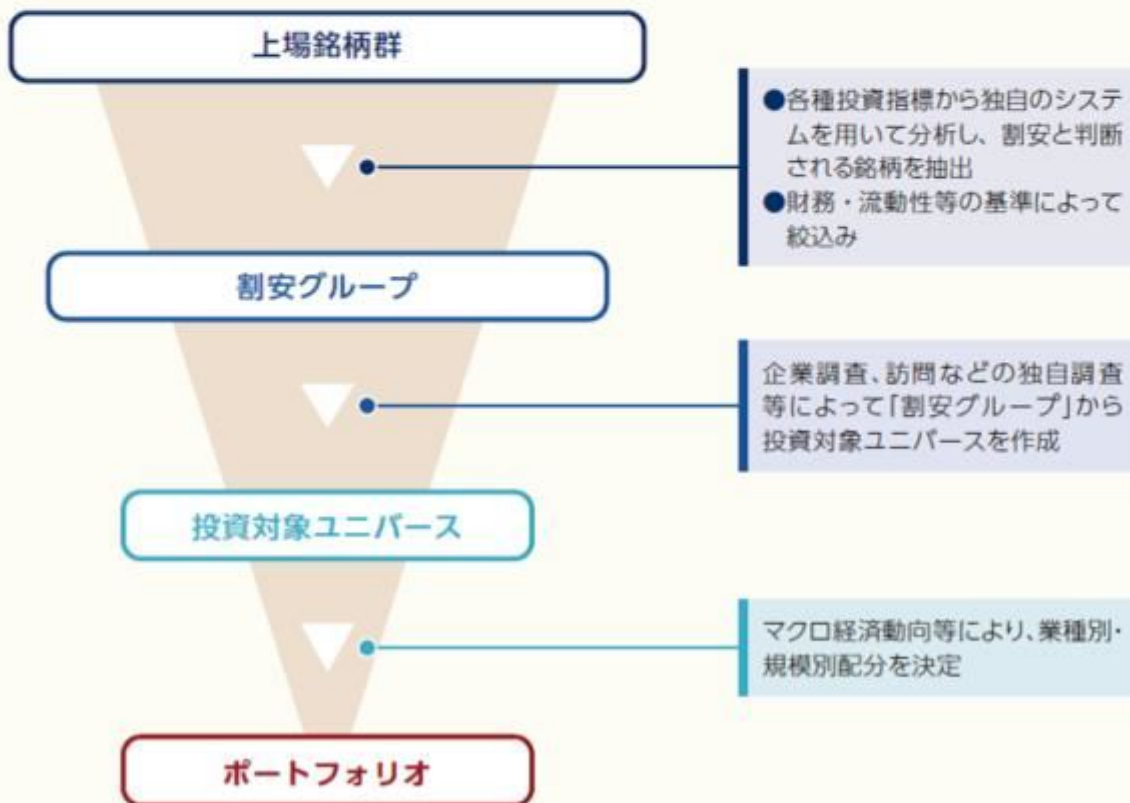 上場銘柄群
●各種投資指標から独自のシステ
ムを用いて分析し、割安と判断
される銘柄を抽出
●財務・流動性等の基準によって
絞込み
割安グループ
企業調査、訪問などの独自調査
等によって「割安グループ」から
投資対象ユニバースを作成
投資対象ユニバース
マクロ経済動向等により、業種別・
規模別配分を決定
ポートフォリオ